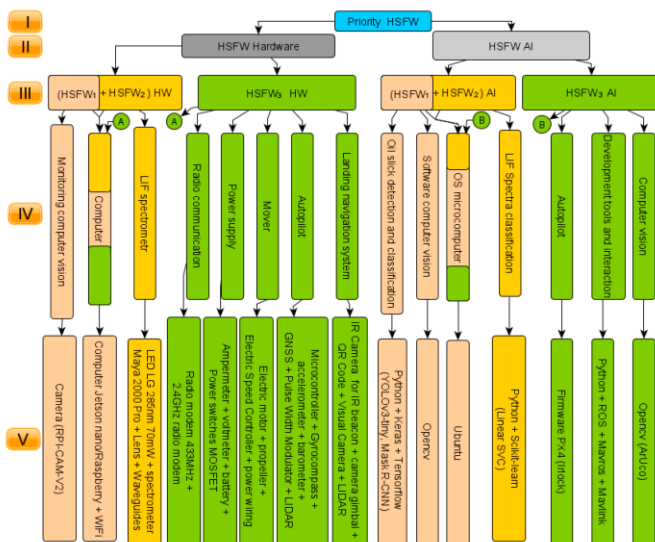 I
Priority HSFW
II
HSFW Hardware
HSFW AI
III
(HSFW₁ + HSFW₂) HW
HSFW₃ HW
(HSFW₁ + HSFW₂) AI
HSFW₃ AI
A
A
B
B
IV
Monitoring computer vision
Computer
LIF spectrometr
Radio communication
Power supply
Mover
Autopilot
Landing navigation system
Oil slick detection and classification
Software computer vision
OS microcomputer
LIF Spectra classification
Autopilot
Development tools and interaction
Computer vision
V
Camera (RPI-CAM-V2)
Computer Jetson nano/Raspberry + WiFi
LED LG 285nm 70mW + spectrometer
Maya 2000 Pro + Lens + Waveguides
Radio modem 433MHz +
2.4GHz radio modem
Ampermeter + voltmeter + battery +
Power switches MOSFET
Electric motor + propeller +
Electric Speed Controller + power wiring
Microcontroller + Gyrocompass +
accelerometer + barometer +
GNSS + Pulse Width Modulator + LIDAR
IR Camera for IR beacon + camera gimbal +
QR Code + Visual Camera + LIDAR
Python + Keras + Tensorflow
(YOLOv3-tiny, Mask R-CNN)
Opencv
Ubuntu
Python + Scikit-learn
(Linear SVC)
Firmware PX4 (Irlock)
Python + ROS + Mavros + Mavlink
Opencv (ArUco)